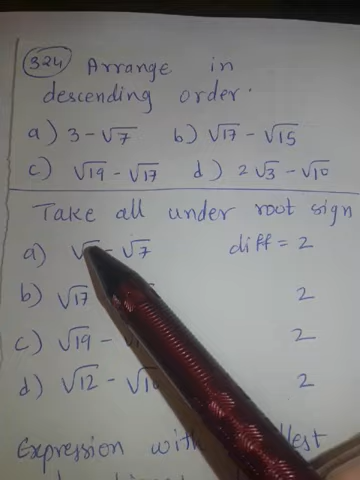 324 Arrange in
descending order.
a) 3 - √7 b) √17 - √15
c) √19 - √17 d) 2√3 - √10
Take all under root sign
a) - √7 diff = 2
b) √17 - 2
c) √19 - 2
d) √12 - 2
Expression with